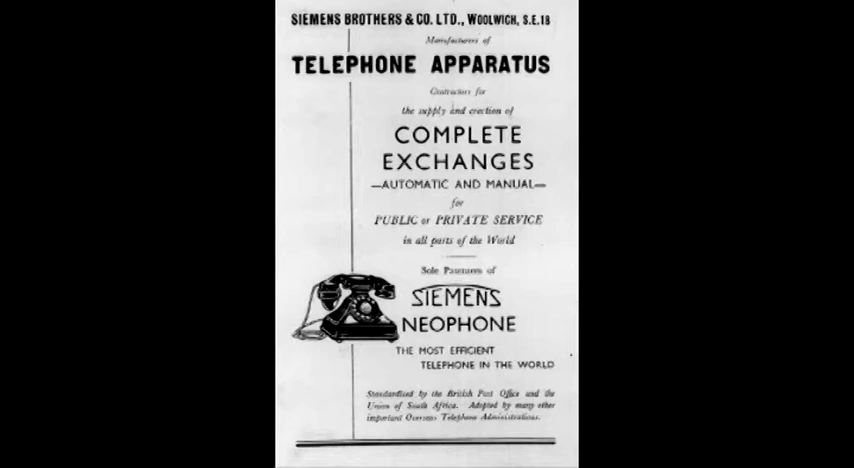 SIEMENS BROTHERS & CO. LTD., WOOLWICH, S.E.18
Manufacturers of
TELEPHONE APPARATUS
Contractors for
the supply and erection of
COMPLETE
EXCHANGES
—AUTOMATIC AND MANUAL—
for
PUBLIC or PRIVATE SERVICE
in all parts of the World
Sole Patentees of
SIEMENS
NEOPHONE
THE MOST EFFICIENT
TELEPHONE IN THE WORLD
Standardised by the British Post Office and the
Union of South Africa. Adopted by many other
important Overseas Telephone Administrations.